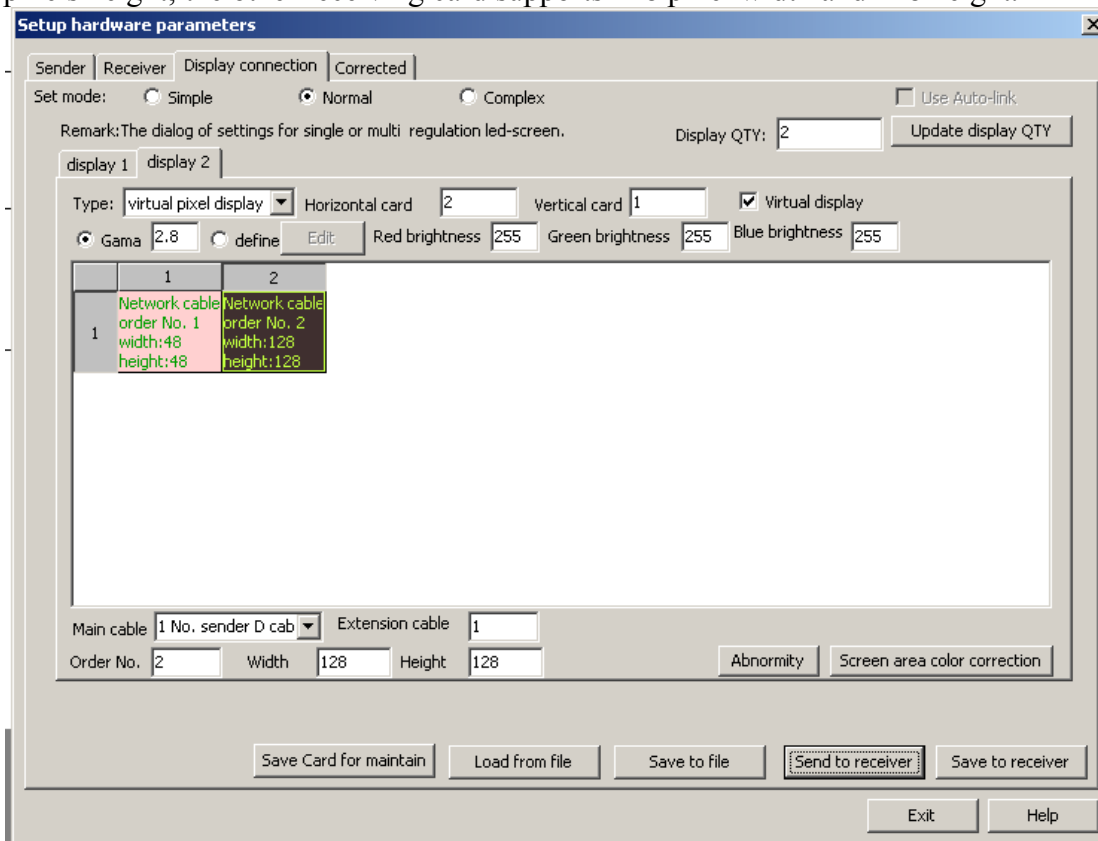 Setup hardware parameters
Sender Receiver Display connection Corrected
Set mode: Simple Normal Complex Use Auto-link
Remark:The dialog of settings for single or multi regulation led-screen. Display QTY: 2 Update display QTY
display 1 display 2
Type: virtual pixel display Horizontal card 2 Vertical card 1 Virtual display
Gama 2.8 define Edit Red brightness 255 Green brightness 255 Blue brightness 255
1 2
1
Network cable Network cable
order No. 1 order No. 2
width:48 width:128
height:48 height:128
Main cable 1 No. sender D cab Extension cable 1
Order No. 2 Width 128 Height 128 Abnormity Screen area color correction
Save Card for maintain Load from file Save to file Send to receiver Save to receiver
Exit Help